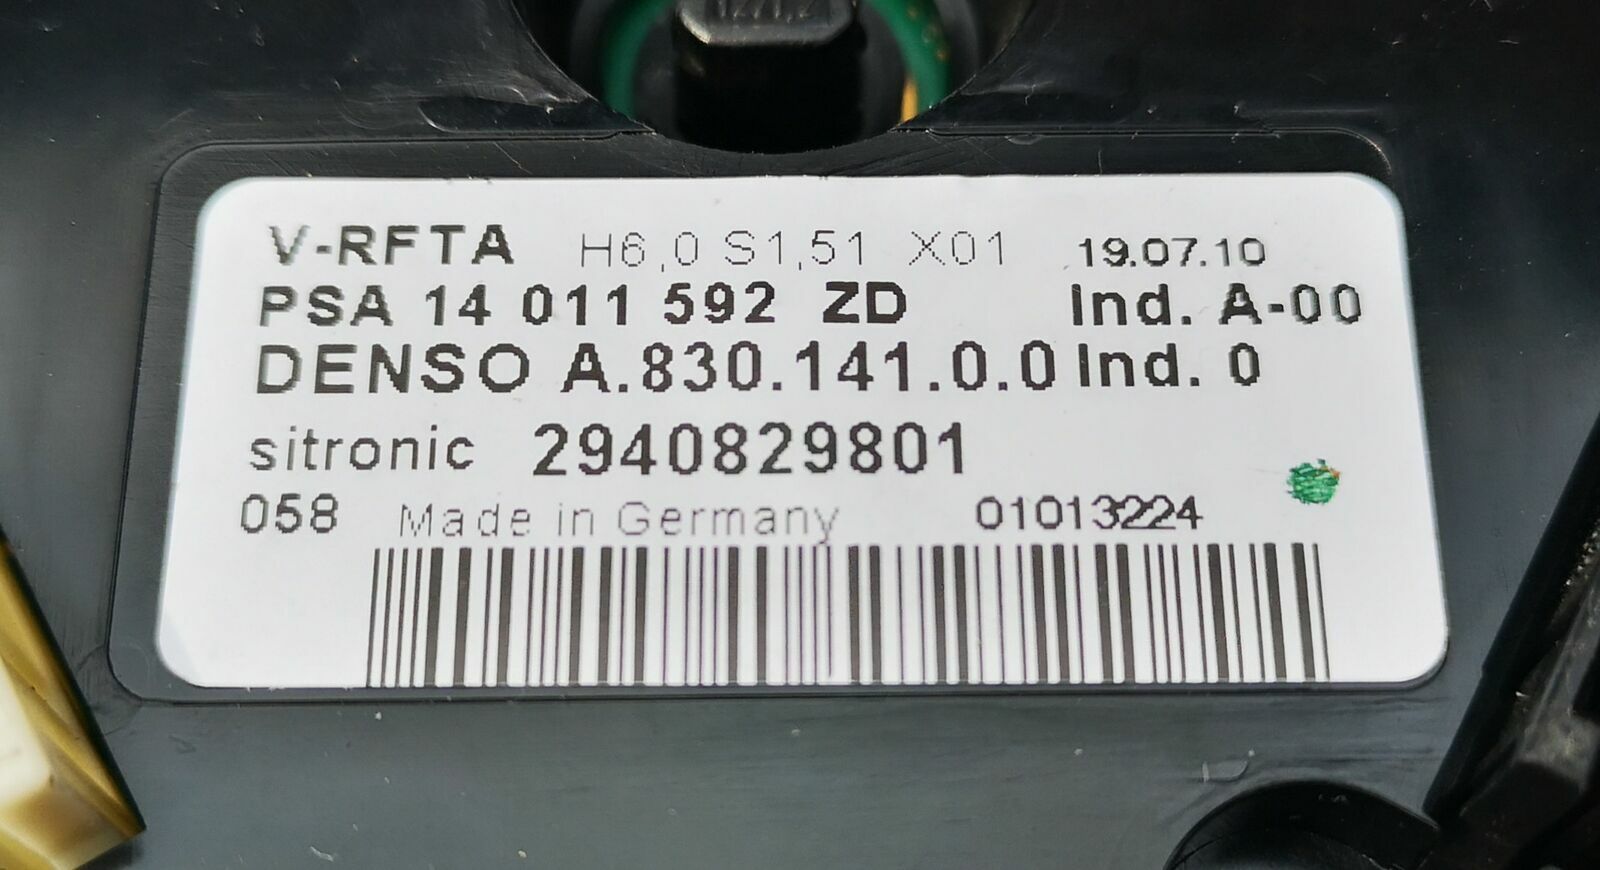 V-RFTA H6,0 S1,51 X01 19.07.10
PSA 14 011 592 ZD Ind. A-00
DENSO A.830.141.0.0 Ind. 0
sitronic 2940829801
058 Made in Germany 01013224